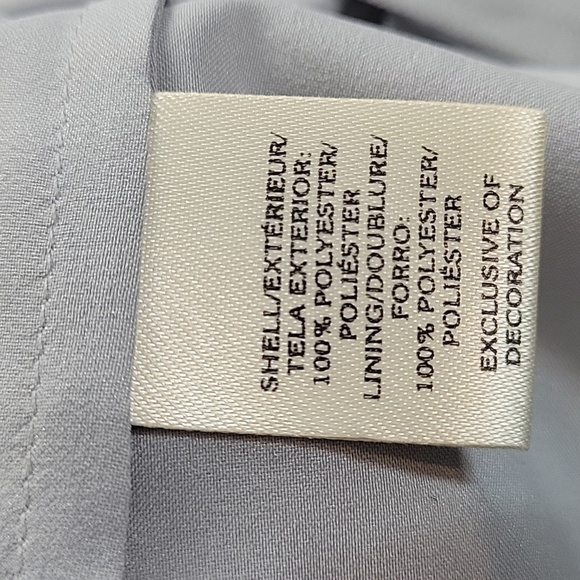 SHELL/EXTÉRIEUR/
TELA EXTERIOR:
100% POLYESTER/
POLIÉSTER
LINING/DOUBLURE/
FORRO:
100% POLYESTER/
POLIÉSTER
EXCLUSIVE OF
DECORATION